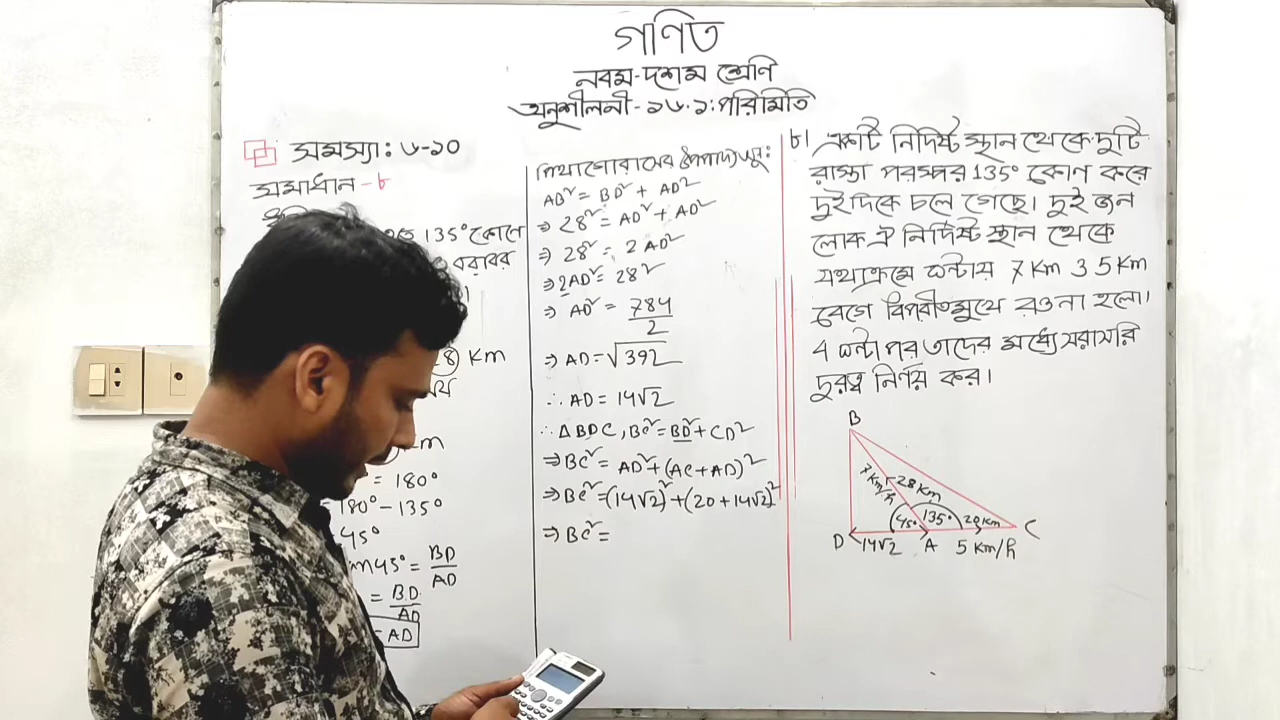 গণিত
নবম-দশম শ্রেণি
অনুশীলনী-১৬.১:পরিমিতি
সমস্যা: ৬-১০
সমাধান-৮
135° কোণে
বরাবর
8) Km
= 180°
= 180°-135°
45°
45° = BD/AD
= BD/AD
= AD
পিথাগোরাসের উপপাদ্য
AB² = BD² + AD²
⇒ 28² = AD² + AD²
⇒ 28² = 2 AD²
⇒ 2AD² = 28²
⇒ AD² = 784/2
⇒ AD = √392
∴ AD = 14√2
∴ ΔBDC, BC² = BD² + CD²
⇒ BC² = AD² + (AC + AD)²
⇒ BC² = (14√2)² + (20 + 14√2)²
⇒ BC² =
৮। একটি নির্দিষ্ট স্থান থেকে দুটি
রাস্তা পরস্পর 135° কোণ করে
দুইদিকে চলে গেছে। দুই জন
লোক ঐ নির্দিষ্ট স্থান থেকে
যথাক্রমে ঘন্টায় 7 Km ও 5 Km
বেগে বিপরীতমুখে রওনা হলো।
4 ঘন্টা পর তাদের মধ্যে সরাসরি
দূরত্ব নির্ণয় কর।
B
7 Km/h
28 Km
45° 135° 20 Km
D 14√2 A 5 Km/h C